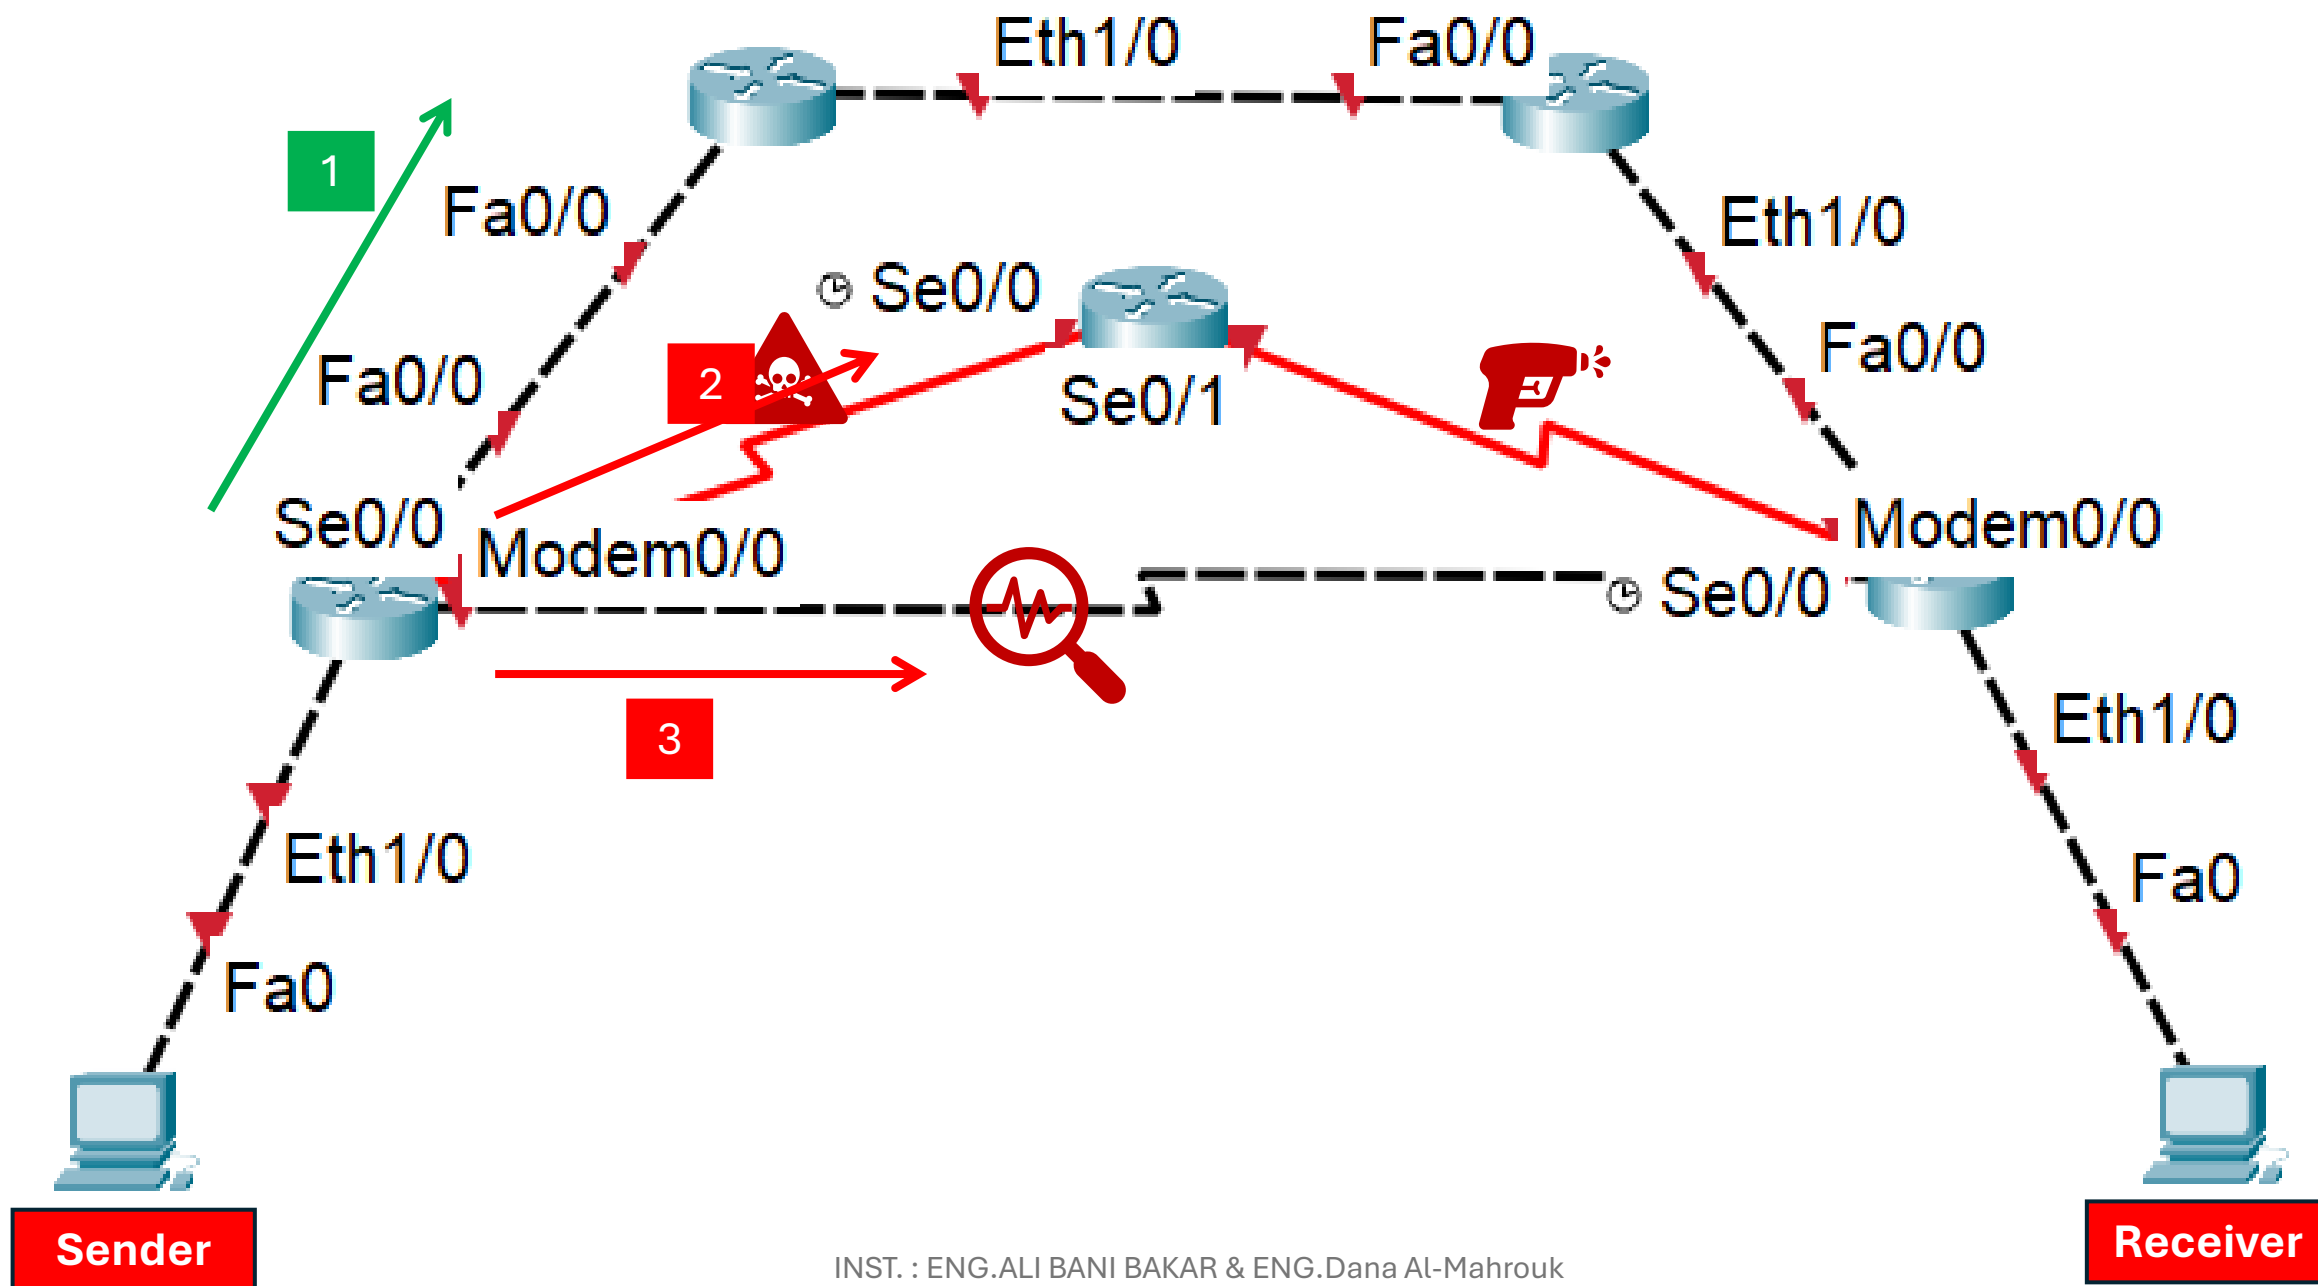 Eth1/0
Fa0/0
1
Fa0/0
Eth1/0
Se0/0
Fa0/0
Fa0/0
2
Se0/1
Se0/0
Modem0/0
Modem0/0
Se0/0
3
Eth1/0
Eth1/0
Fa0
Fa0
Sender
Receiver
INST. : ENG.ALI BANI BAKAR & ENG.Dana Al-Mahrouk